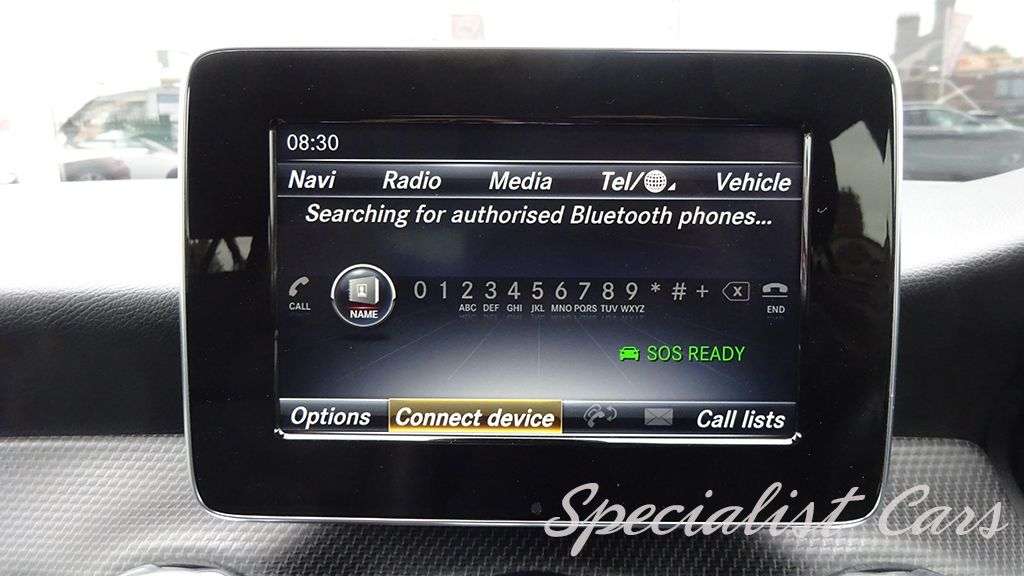 08:30
Navi Radio Media Tel/ Vehicle
Searching for authorised Bluetooth phones...
CALL NAME 0 1 2 3 4 5 6 7 8 9 * # + X END
ABC DEF GHI JKL MNO PQRS TUV WXYZ
SOS READY
Options Connect device Call lists
Specialist Cars